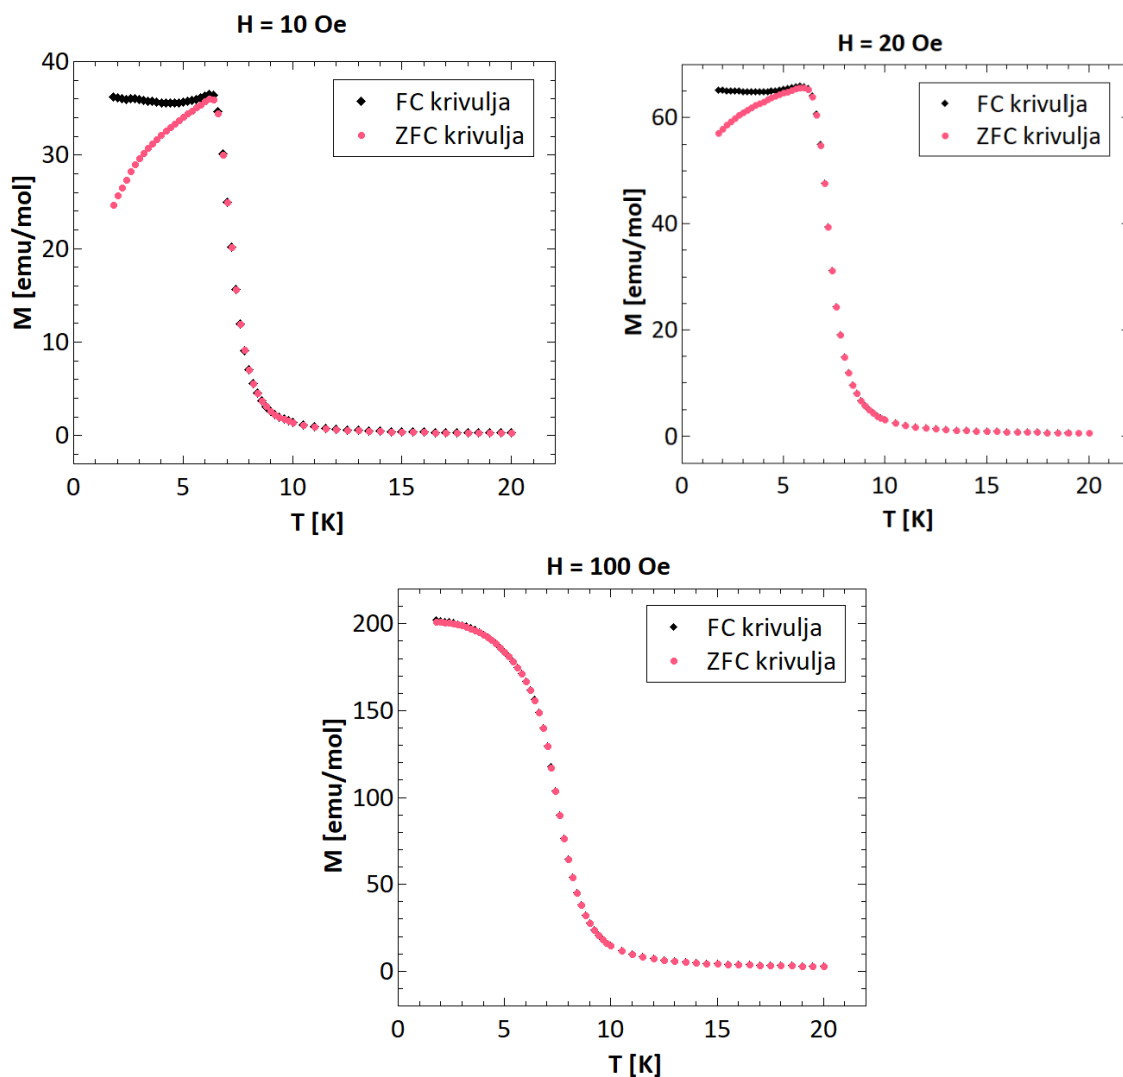 H = 10 Oe
40
30
20
10
0
0
5
10
15
20
M [emu/mol]
T [K]
FC krivulja
ZFC krivulja
H = 20 Oe
60
40
20
0
0
5
10
15
20
M [emu/mol]
T [K]
FC krivulja
ZFC krivulja
H = 100 Oe
200
150
100
50
0
0
5
10
15
20
M [emu/mol]
T [K]
FC krivulja
ZFC krivulja